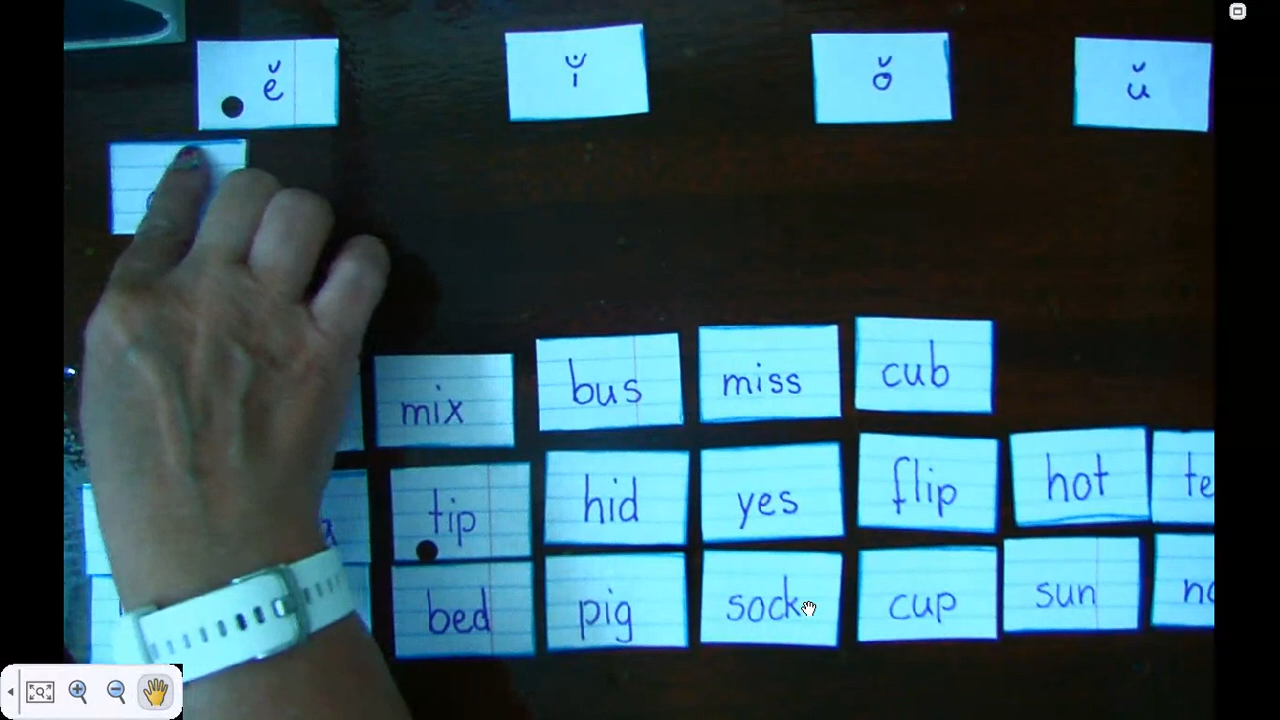 ĕ ĭ ŏ ŭ
mix bus miss cub
tip hid yes flip hot
bed pig sock cup sun